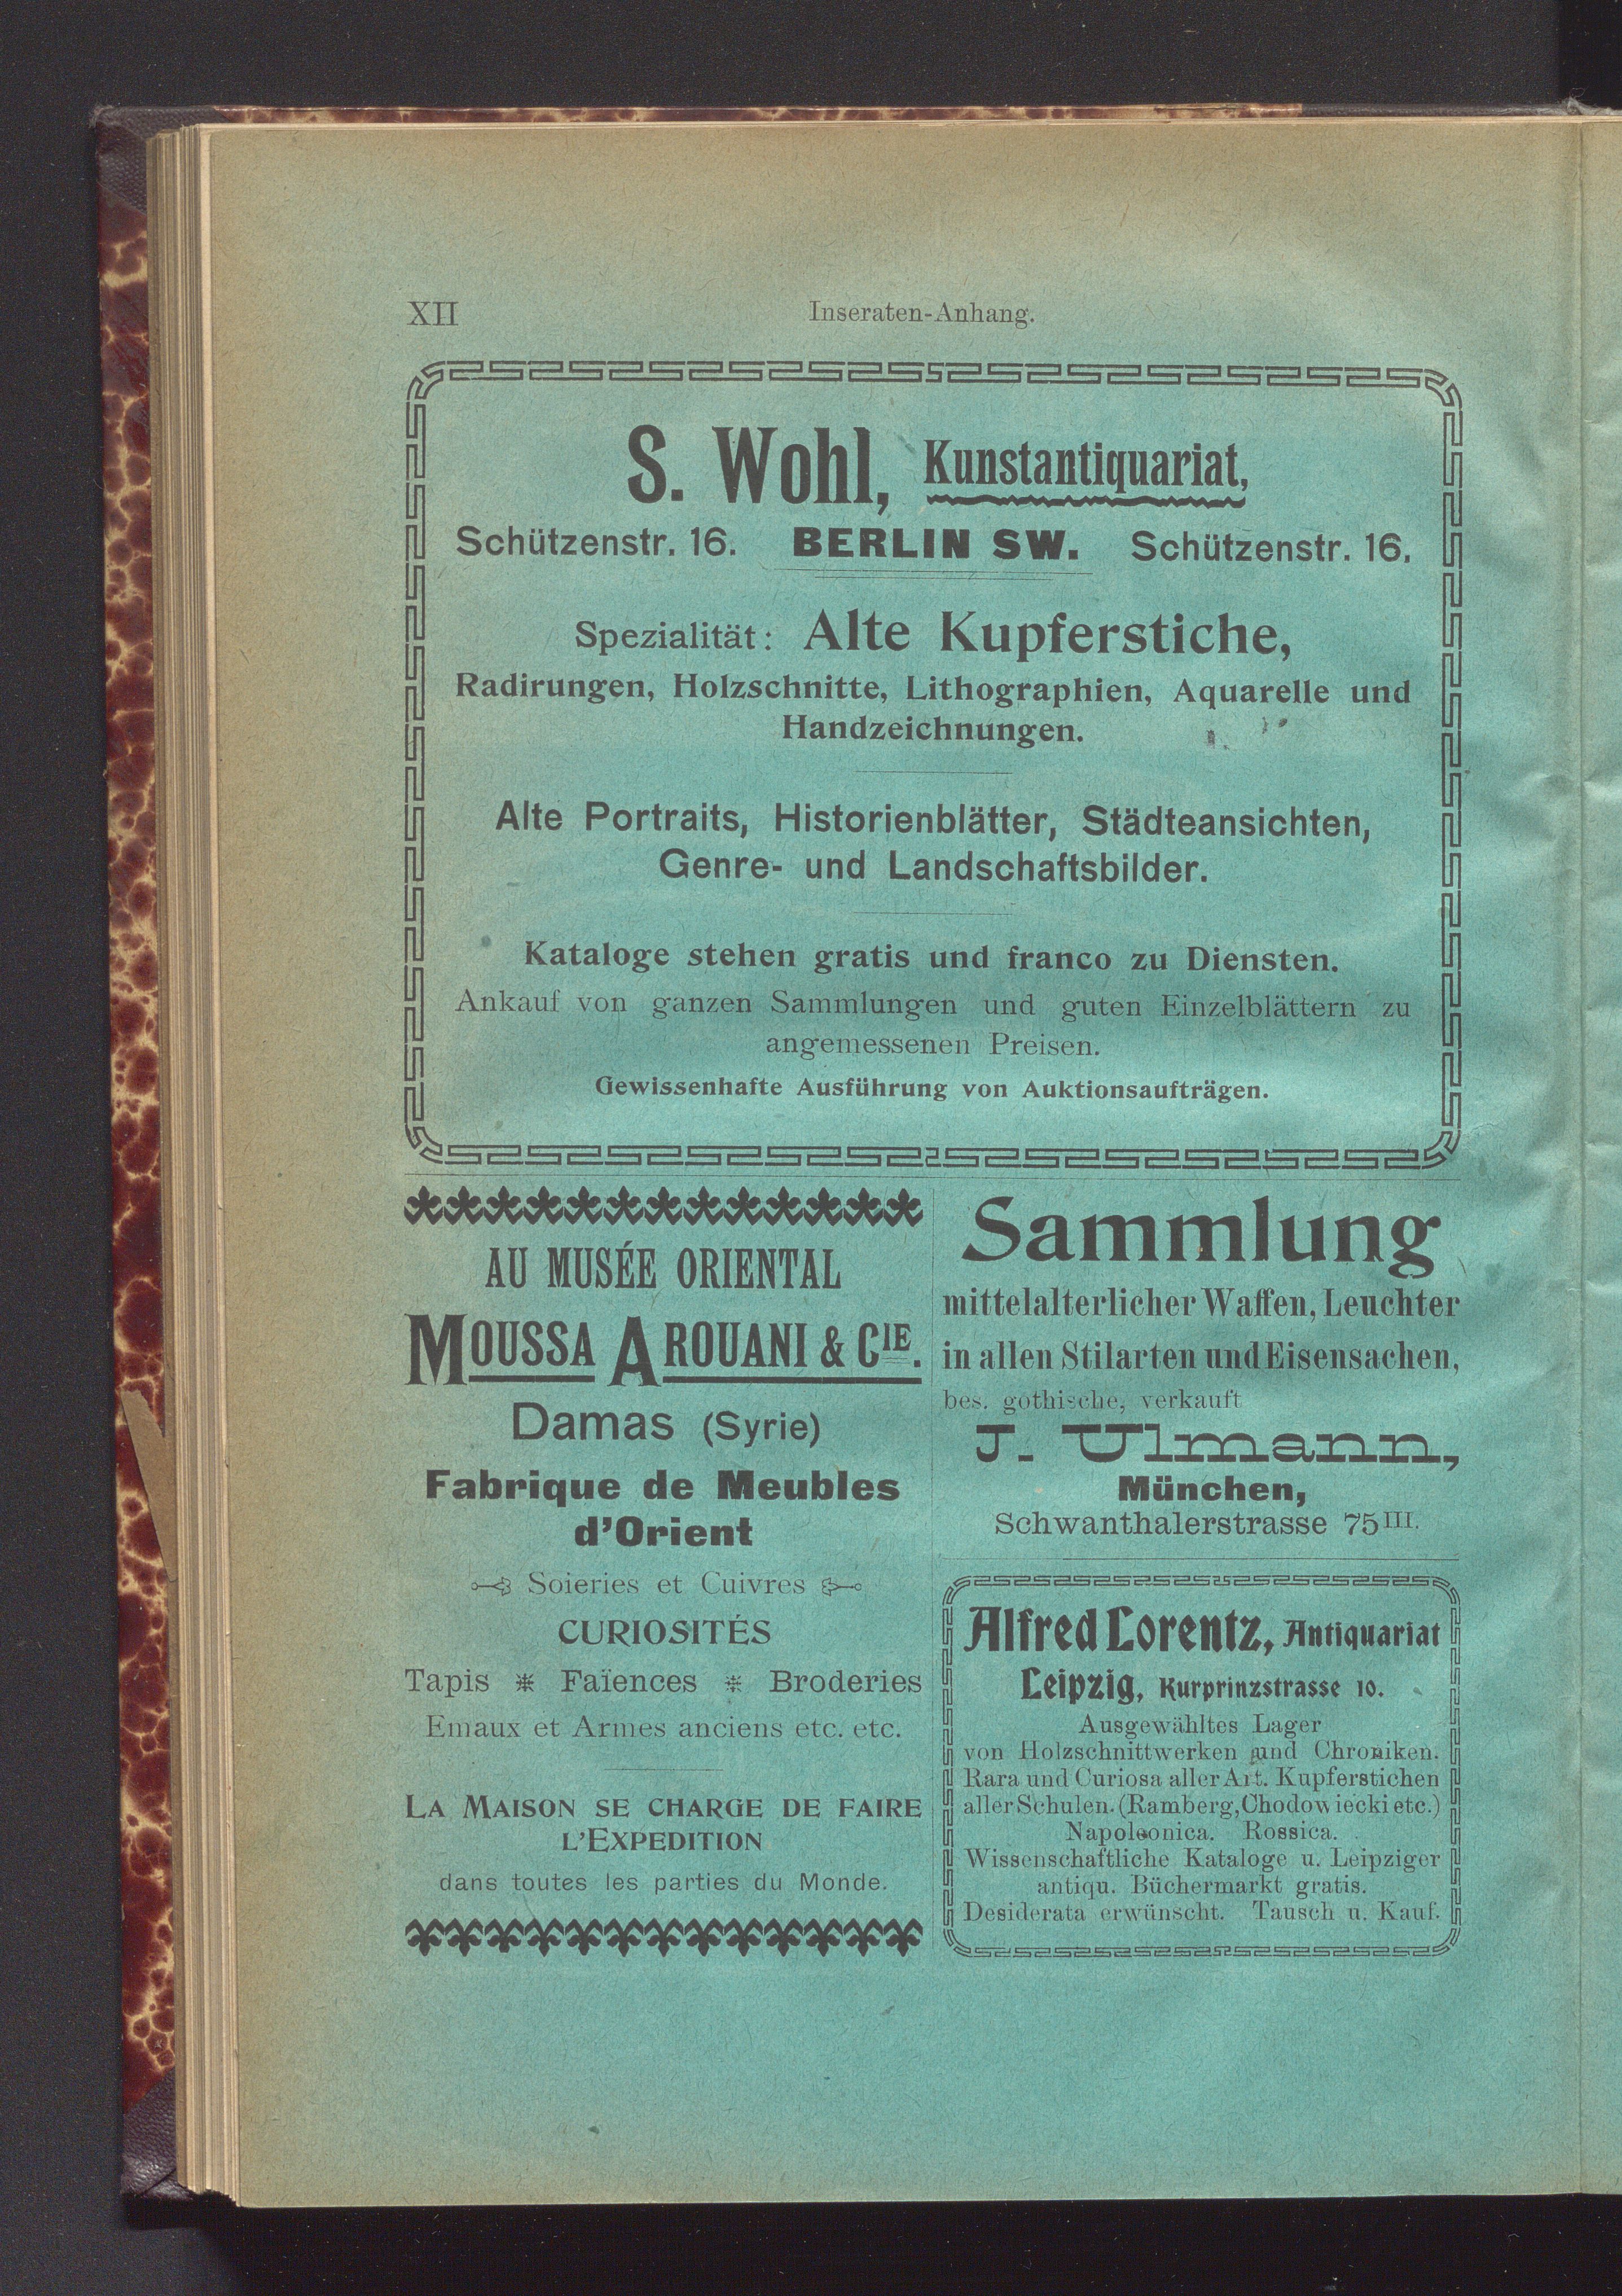 XII
Inseraten-Anhang.
S. Wohl, Kunstantiquariat,
Schützenstr. 16. BERLIN SW. Schützenstr. 16.
Spezialität: Alte Kupferstiche,
Radirungen, Holzschnitte, Lithographien, Aquarelle und
Handzeichnungen.
Alte Portraits, Historienblätter, Städteansichten,
Genre- und Landschaftsbilder.
Kataloge stehen gratis und franco zu Diensten.
Ankauf von ganzen Sammlungen und guten Einzelblättern zu
angemessenen Preisen.
Gewissenhafte Ausführung von Auktionsaufträgen.
AU MUSÉE ORIENTAL
MOUSSA AROUANI & CIE.
Damas (Syrie)
Fabrique de Meubles
d'Orient
Soieries et Cuivres
CURIOSITÉS
Tapis ⁜ Faïences ⁜ Broderies
Emaux et Armes anciens etc. etc.
LA MAISON SE CHARGE DE FAIRE
L'EXPEDITION
dans toutes les parties du Monde.
Sammlung
mittelalterlicher Waffen, Leuchter
in allen Stilarten und Eisensachen,
bes. gothische, verkauft
J. Ulmann,
München,
Schwanthalerstrasse 75 III.
Alfred Lorentz, Antiquariat
Leipzig, Kurprinzstrasse 10.
Ausgewähltes Lager
von Holzschnittwerken und Chroniken.
Rara und Curiosa aller Art. Kupferstichen
aller Schulen. (Ramberg, Chodowiecki etc.)
Napoleonica. Rossica.
Wissenschaftliche Kataloge u. Leipziger
antiqu. Büchermarkt gratis.
Desiderata erwünscht. Tausch u. Kauf.